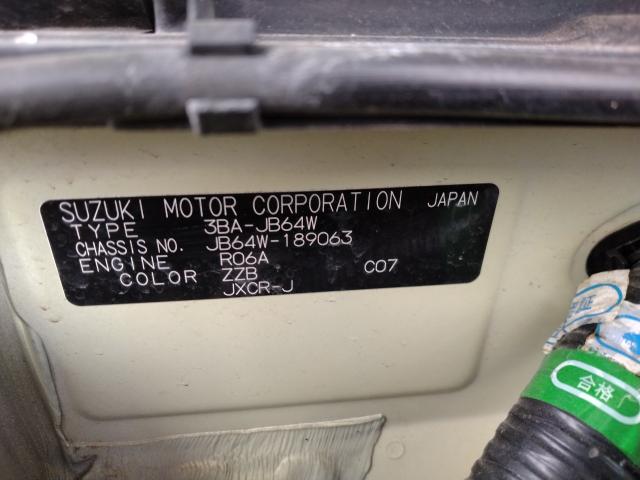 SUZUKI MOTOR CORPORATION JAPAN
TYPE 3BA-JB64W
CHASSIS NO. JB64W-189063
ENGINE R06A
COLOR ZZB C07
JXCR-J
証
合格